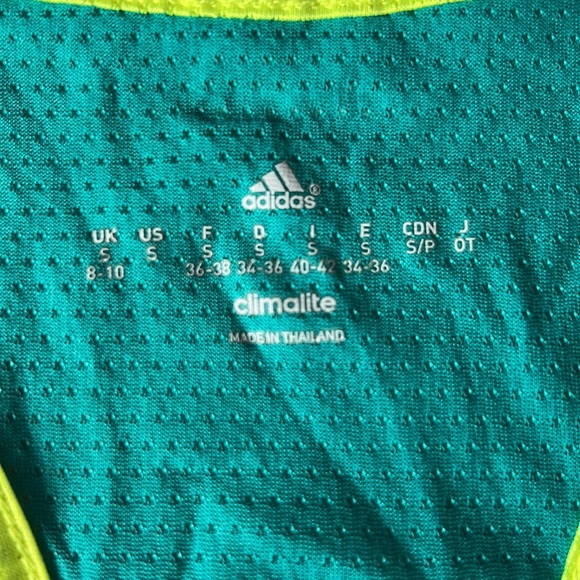 adidas®
UK US F D I E CDN J
S S S S S S S/P OT
8-10 36-38 34-36 40-42 34-36
climalite
MADE IN THAILAND